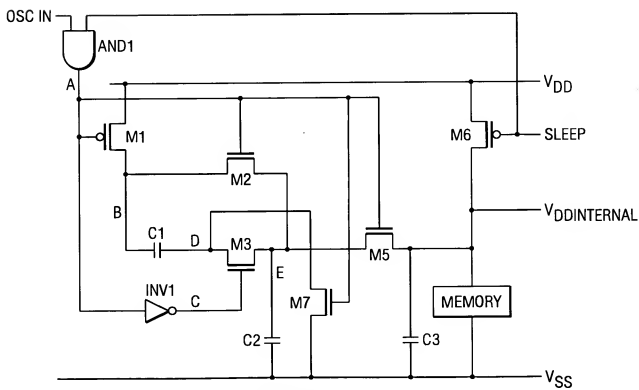 OSC IN
AND1
A
VDD
M1
M6
SLEEP
M2
B
VDDINTERNAL
C1
D
M3
E
M5
INV1
C
M7
MEMORY
C2
C3
VSS